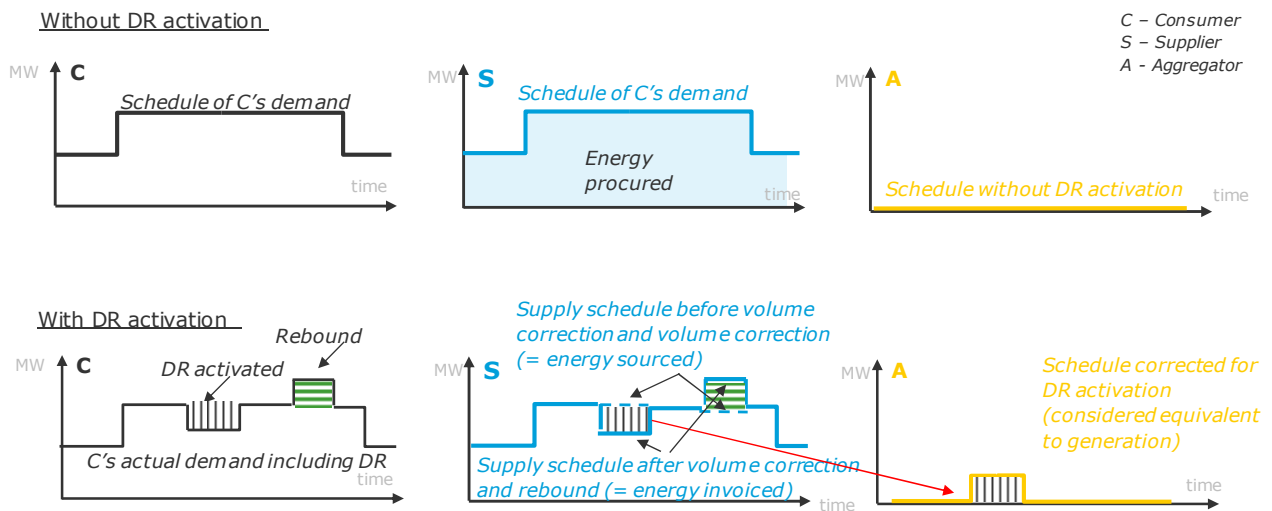 Without DR activation
C – Consumer
S – Supplier
A - Aggregator
MW
C
Schedule of C's demand
time
MW
S
Schedule of C's demand
Energy
procured
time
MW
A
Schedule without DR activation
time
With DR activation
MW
C
Rebound
DR activated
C's actual demand including DR
time
Supply schedule before volume
correction and volume correction
(= energy sourced)
MW
S
Supply schedule after volume correction
and rebound (= energy invoiced)
time
MW
A
Schedule corrected for
DR activation
(considered equivalent
to generation)
time